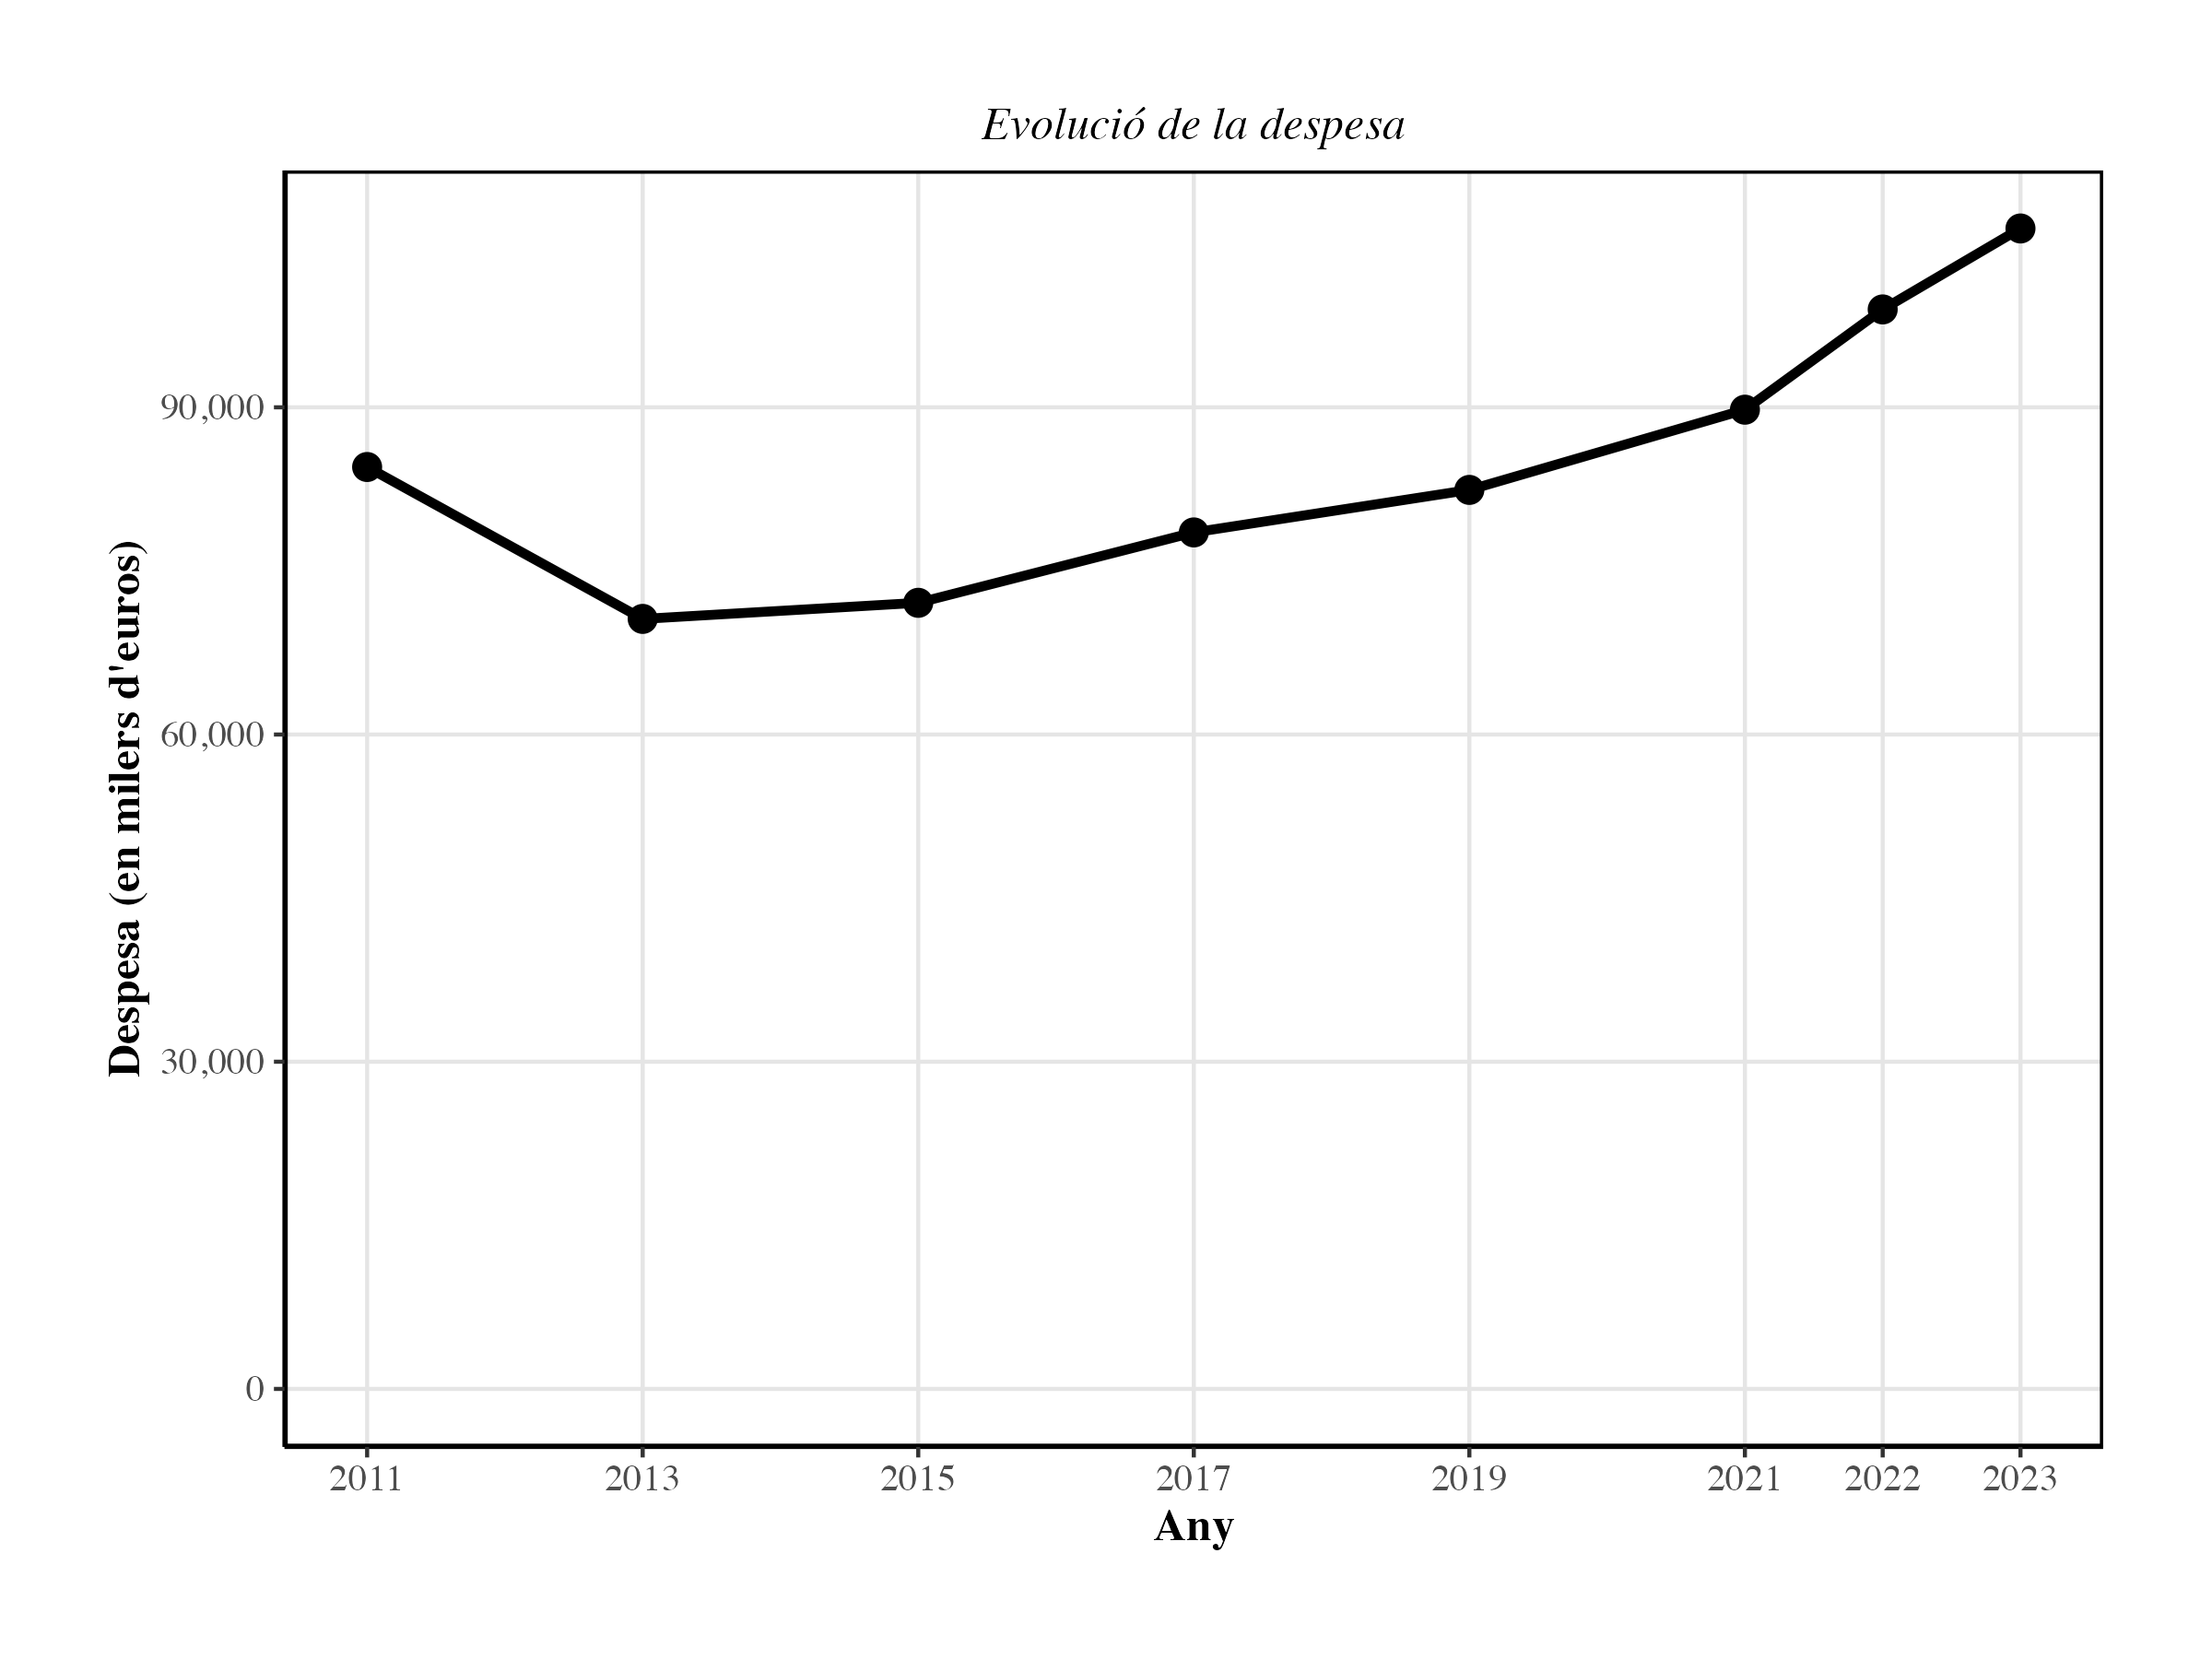 Evolució de la despesa
Despesa (en milers d'euros)
90,000
60,000
30,000
0
2011 2013 2015 2017 2019 2021 2022 2023
Any